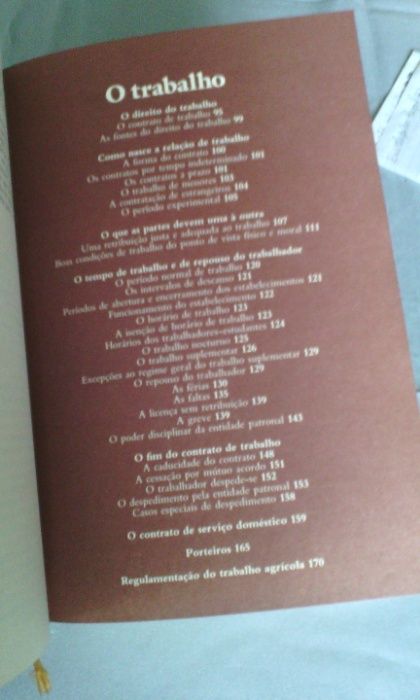 O trabalho
O direito do trabalho
O contrato de trabalho 95
As fontes do direito do trabalho 99
Como nasce a relação de trabalho
A forma do contrato 100
Os contratos por tempo indeterminado 101
Os contratos a prazo 101
O trabalho de menores 103
A contratação de estrangeiros 104
O período experimental 105
O que as partes devem uma à outra
Uma retribuição justa e adequada ao trabalho 107
Boas condições de trabalho do ponto de vista físico e moral 111
O tempo de trabalho e de repouso do trabalhador
O período normal de trabalho 120
Os intervalos de descanso 121
Períodos de abertura e encerramento dos estabelecimentos 121
Funcionamento do estabelecimento 122
O horário de trabalho 123
A isenção de horário de trabalho 123
Horários dos trabalhadores-estudantes 124
O trabalho nocturno 125
O trabalho suplementar 126
Excepções ao regime geral do trabalho suplementar 129
O repouso do trabalhador 129
As férias 130
As faltas 135
A licença sem retribuição 139
A greve 139
O poder disciplinar da entidade patronal 143
O fim do contrato de trabalho
A caducidade do contrato 148
A cessação por mútuo acordo 151
O trabalhador despede-se 152
O despedimento pela entidade patronal 153
Casos especiais de despedimento 158
O contrato de serviço doméstico 159
Porteiros 165
Regulamentação do trabalho agrícola 170